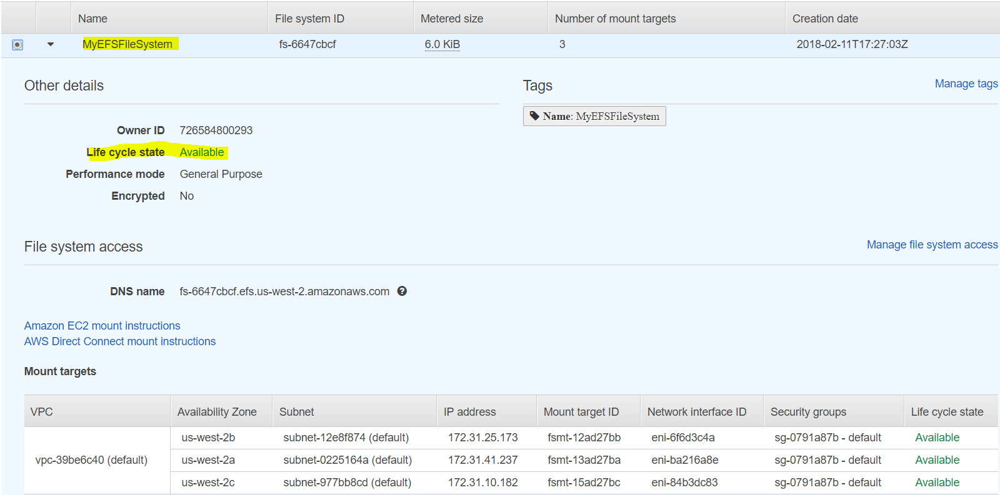 Name File system ID Metered size Number of mount targets Creation date
MyEFSFileSystem fs-6647cbcf 6.0 KiB 3 2018-02-11T17:27:03Z
Other details
Tags Manage tags
Name: MyEFSFileSystem
Owner ID 726584800293
Life cycle state Available
Performance mode General Purpose
Encrypted No
File system access Manage file system access
DNS name fs-6647cbcf.efs.us-west-2.amazonaws.com ?
Amazon EC2 mount instructions
AWS Direct Connect mount instructions
Mount targets
VPC Availability Zone Subnet IP address Mount target ID Network interface ID Security groups Life cycle state
us-west-2b subnet-12e8f874 (default) 172.31.25.173 fsmt-12ad27bb eni-6f6d3c4a sg-0791a87b - default Available
vpc-39be6c40 (default) us-west-2a subnet-0225164a (default) 172.31.41.237 fsmt-13ad27ba eni-ba216a8e sg-0791a87b - default Available
us-west-2c subnet-977bb8cd (default) 172.31.10.182 fsmt-15ad27bc eni-84b3dc83 sg-0791a87b - default Available